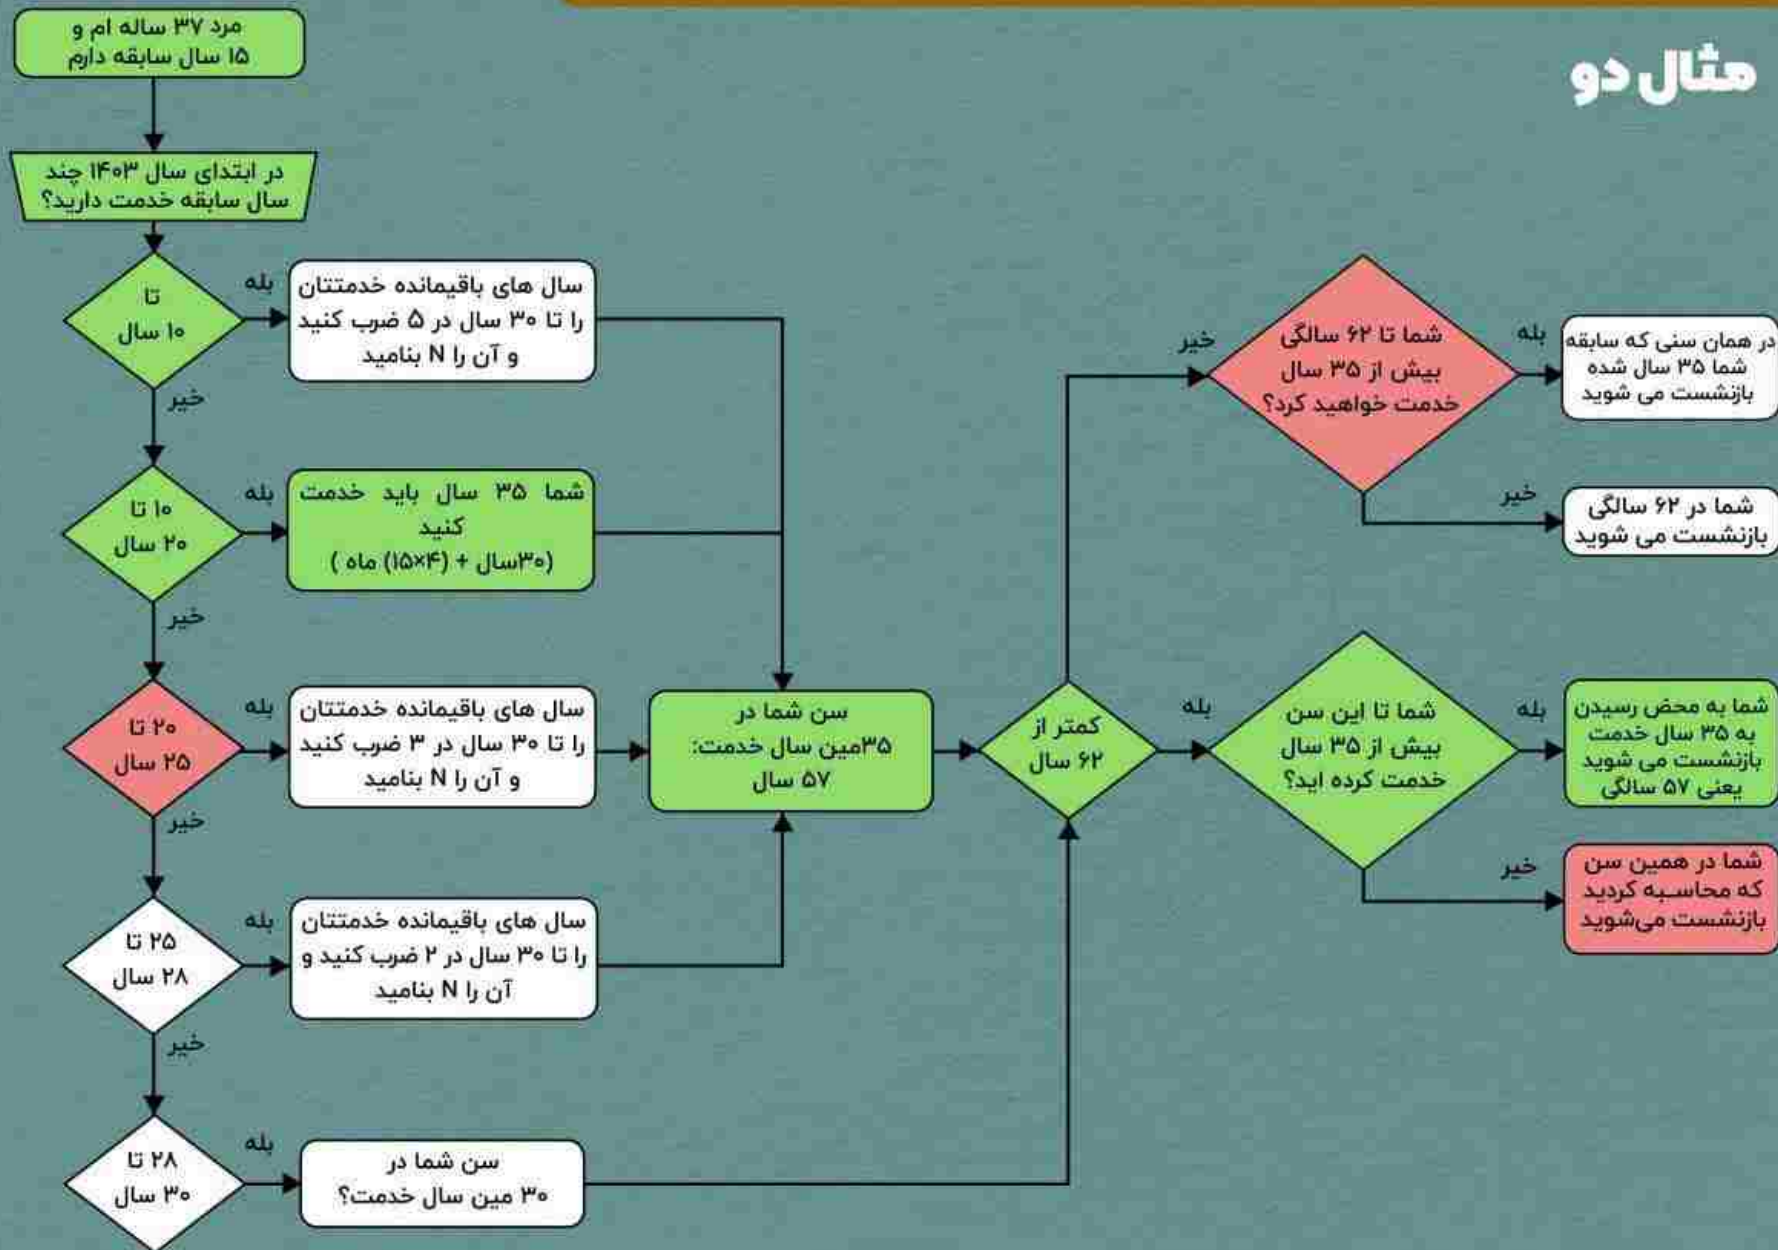 مثال دو
مرد ۳۷ ساله ام و
۱۵ سال سابقه دارم
در ابتدای سال ۱۴۰۳ چند
سال سابقه خدمت دارید؟
تا
۱۰ سال
بله
خیر
سال های باقیمانده خدمتتان
را تا ۳۰ سال در ۵ ضرب کنید
و آن را N بنامید
۱۰ تا
۲۰ سال
بله
خیر
شما ۳۵ سال باید خدمت
کنید
(۳۰سال + (۱۵×۴) ماه )
۲۰ تا
۲۵ سال
بله
خیر
سال های باقیمانده خدمتتان
را تا ۳۰ سال در ۳ ضرب کنید
و آن را N بنامید
۲۵ تا
۲۸ سال
بله
خیر
سال های باقیمانده خدمتتان
را تا ۳۰ سال در ۲ ضرب کنید و
آن را N بنامید
۲۸ تا
۳۰ سال
بله
سن شما در
۳۰ مین سال خدمت؟
سن شما در
۳۵مین سال خدمت:
۵۷ سال
کمتر از
۶۲ سال
خیر
بله
شما تا ۶۲ سالگی
بیش از ۳۵ سال
خدمت خواهید کرد؟
بله
در همان سنی که سابقه
شما ۳۵ سال شده
بازنشست می شوید
خیر
شما در ۶۲ سالگی
بازنشست می شوید
شما تا این سن
بیش از ۳۵ سال
خدمت کرده اید؟
بله
شما به محض رسیدن
به ۳۵ سال خدمت
بازنشست می شوید
یعنی ۵۷ سالگی
خیر
شما در همین سن
که محاسبه کردید
بازنشست می‌شوید